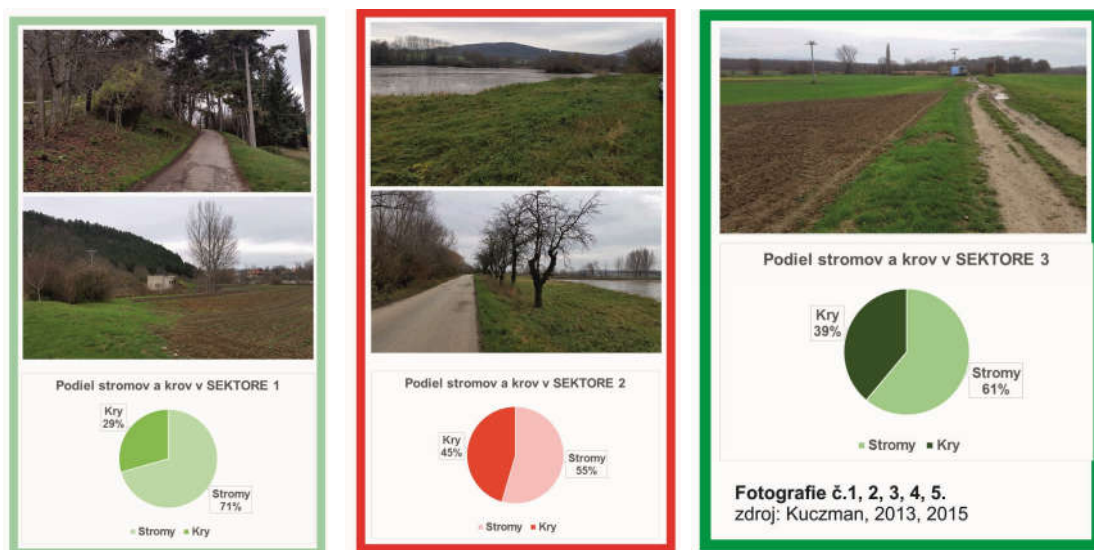 Podiel stromov a krov v SEKTORE 1
Kry
29%
Stromy
71%
Stromy Kry
Podiel stromov a krov v SEKTORE 2
Kry
45%
Stromy
55%
Stromy Kry
Podiel stromov a krov v SEKTORE 3
Kry
39%
Stromy
61%
Stromy Kry
Fotografie č.1, 2, 3, 4, 5.
zdroj: Kuczman, 2013, 2015